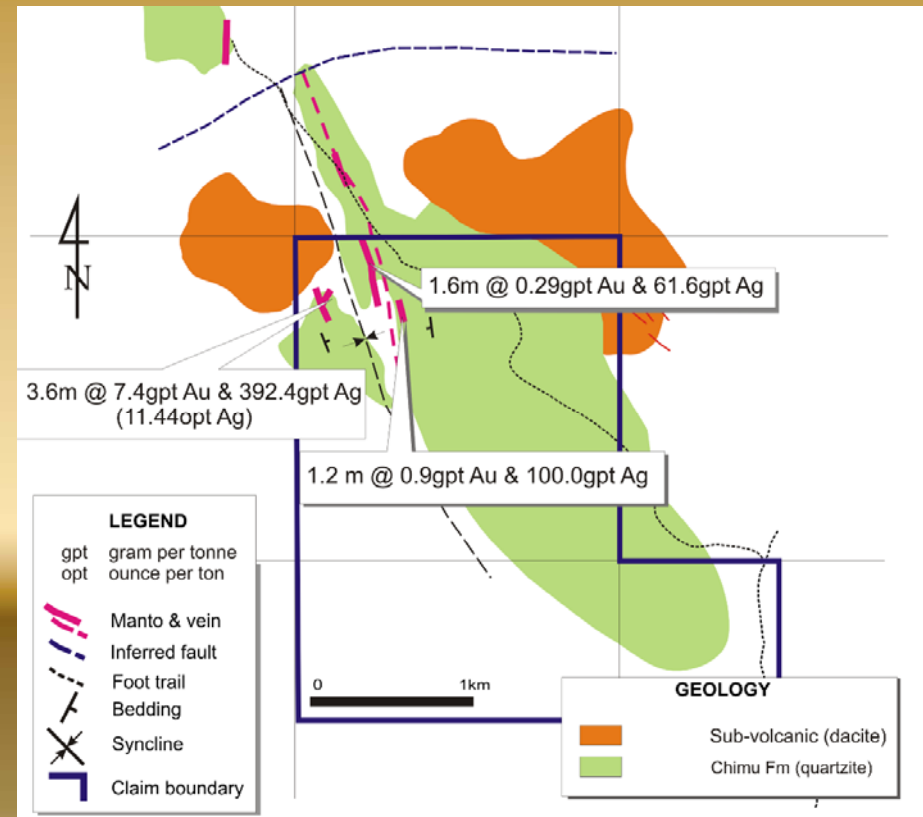 N
1.6m @ 0.29gpt Au & 61.6gpt Ag
3.6m @ 7.4gpt Au & 392.4gpt Ag
(11.44opt Ag)
1.2 m @ 0.9gpt Au & 100.0gpt Ag
LEGEND
gpt gram per tonne
opt ounce per ton
Manto & vein
Inferred fault
Foot trail
Bedding
Syncline
Claim boundary
0 1km
GEOLOGY
Sub-volcanic (dacite)
Chimu Fm (quartzite)